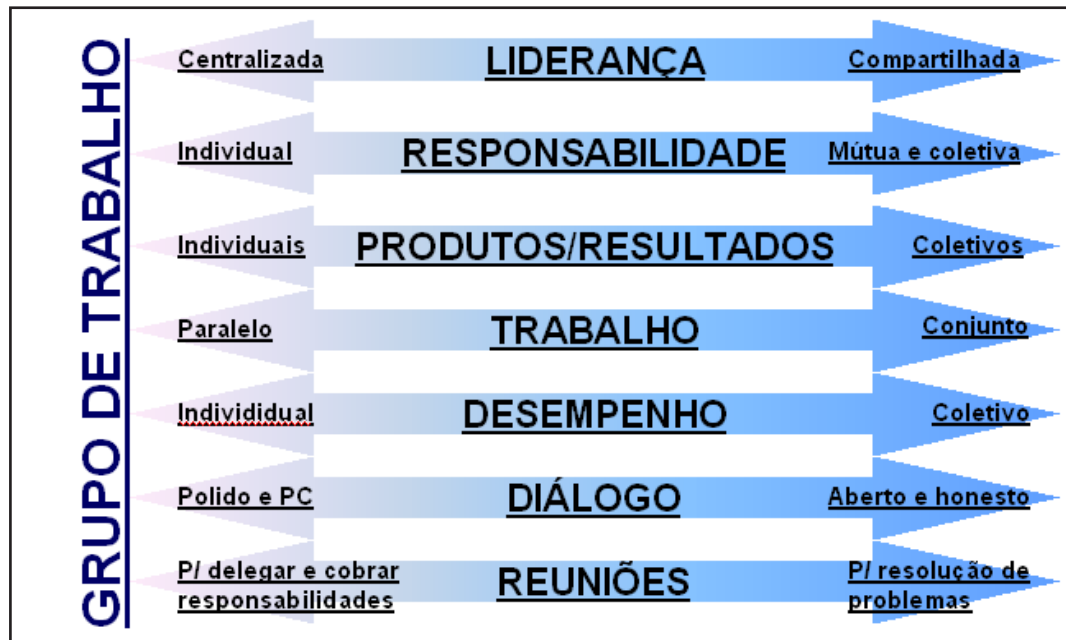 GRUPO DE TRABALHO
Centralizada LIDERANÇA Compartilhada
Individual RESPONSABILIDADE Mútua e coletiva
Individuais PRODUTOS/RESULTADOS Coletivos
Paralelo TRABALHO Conjunto
Individidual DESEMPENHO Coletivo
Polido e PC DIÁLOGO Aberto e honesto
P/ delegar e cobrar
responsabilidades
REUNIÕES
P/ resolução de
problemas